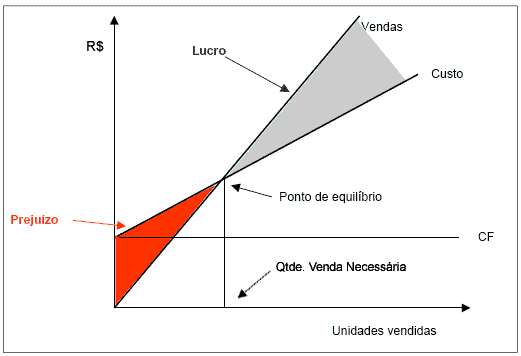 Vendas
R$
Lucro
Custo
Ponto de equilíbrio
Prejuízo
CF
Qtde. Venda Necessária
Unidades vendidas